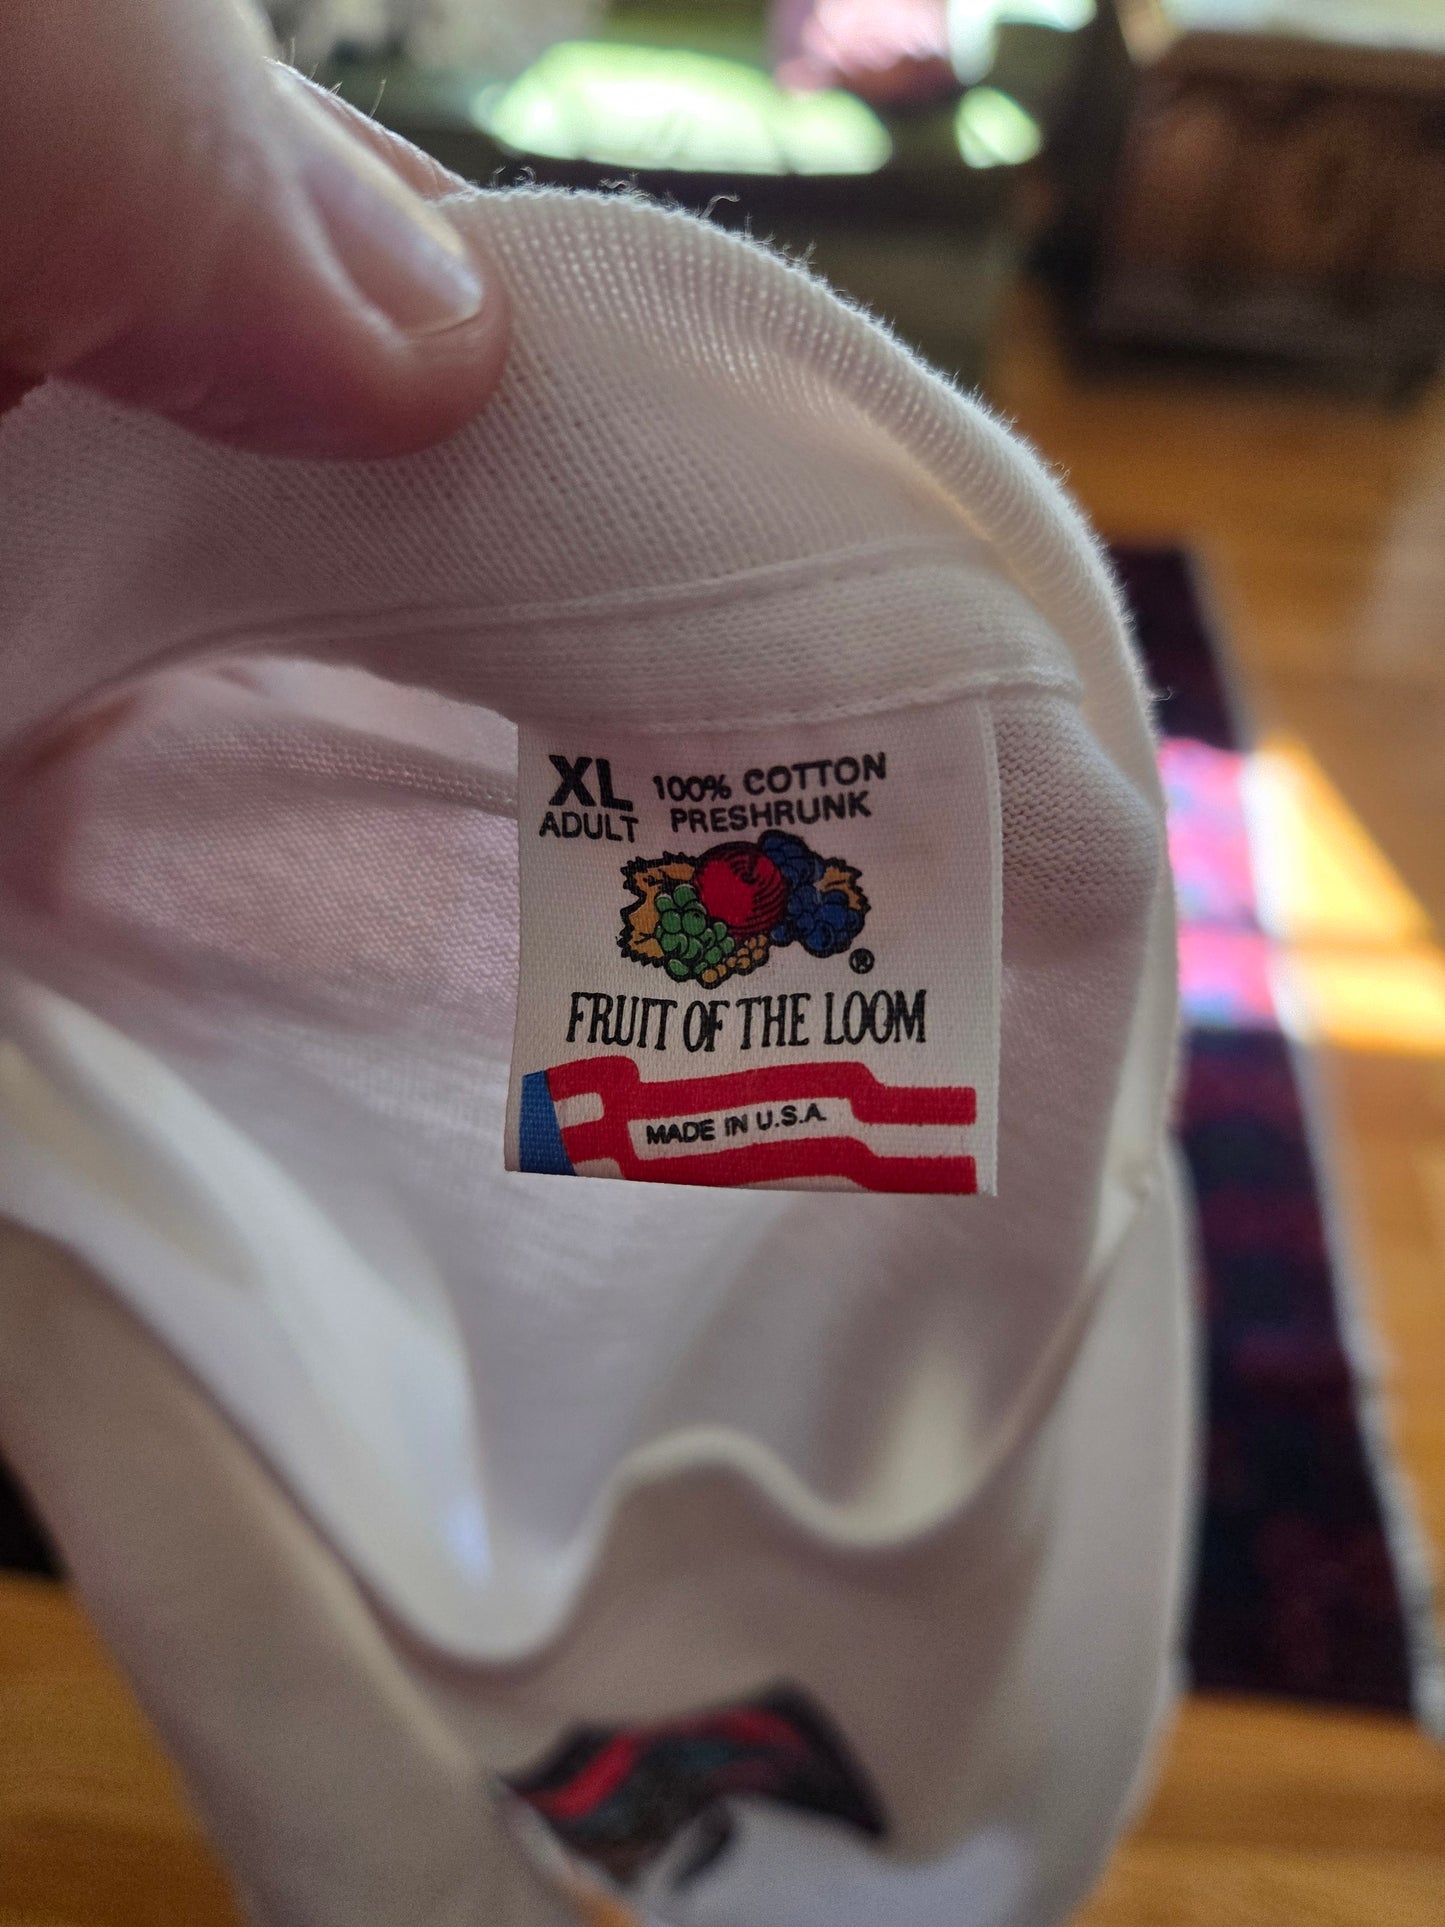 XL 100% COTTON
ADULT PRESHRUNK
®
FRUIT OF THE LOOM
MADE IN U.S.A.